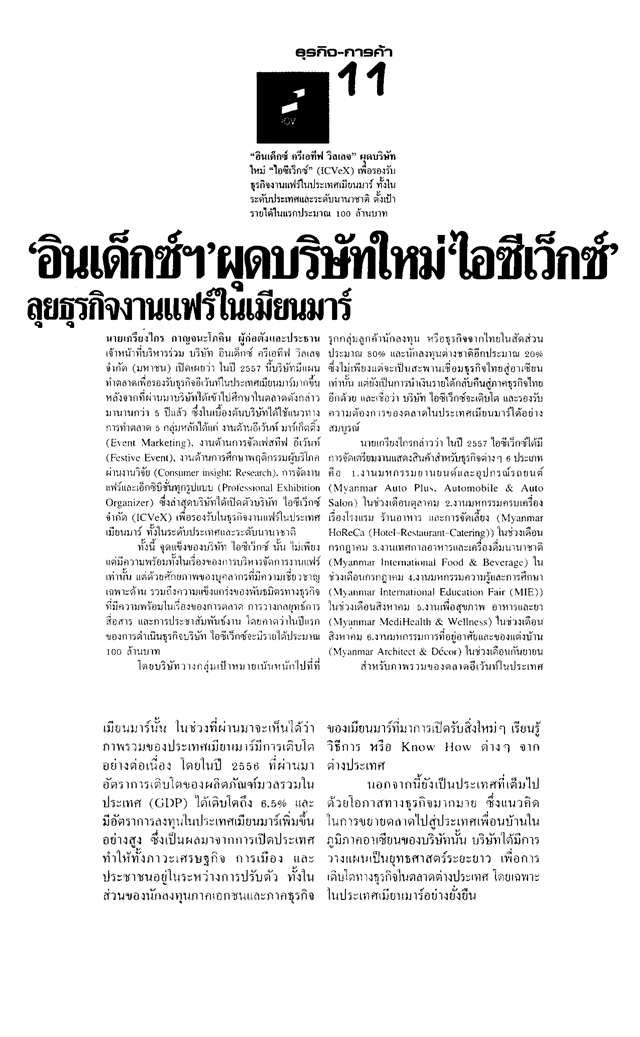 ธุรกิจ-การค้า
11
ICV
"อินเด็กซ์ ครีเอทีฟ วิลเลจ" ผุดบริษัท
ใหม่ "ไอซีเว็กซ์" (ICVeX) เพื่อรองรับ
ธุรกิจงานแฟร์ในประเทศเมียนมาร์ ทั้งใน
ระดับประเทศและระดับนานาชาติ ตั้งเป้า
รายได้ในแรกประมาณ 100 ล้านบาท
'อินเด็กซ์ฯ'ผุดบริษัทใหม่'ไอซีเว็กซ์'
ลุยธุรกิจงานแฟร์ในเมียนมาร์
นายเกรียงไกร กาญจนะโภคิน ผู้ก่อตั้งและประธาน
เจ้าหน้าที่บริหารร่วม บริษัท อินเด็กซ์ ครีเอทีฟ วิลเลจ
จำกัด (มหาชน) เปิดเผยว่า ในปี 2557 นี้บริษัทมีแผน
ทำตลาดเพื่อรองรับธุรกิจอีเว้นท์ในประเทศเมียนมาร์มากขึ้น
หลังจากที่ผ่านมาบริษัทได้เข้าไปศึกษาในตลาดดังกล่าว
มานานกว่า 5 ปีแล้ว ซึ่งในเบื้องต้นบริษัทได้ใช้แนวทาง
การทำตลาด 5 กลุ่มหลักได้แก่ งานด้านอีเว้นท์ มาร์เก็ตติ้ง
(Event Marketing), งานด้านการจัดเฟสทีฟ อีเว้นท์
(Festive Event), งานด้านการศึกษาพฤติกรรมผู้บริโภค
ผ่านงานวิจัย (Consumer insight: Research), การจัดงาน
แฟร์และเอ็กซิบิชั่นทุกรูปแบบ (Professional Exhibition
Organizer) ซึ่งล่าสุดบริษัทได้เปิดตัวบริษัท ไอซีเว็กซ์
จำกัด (ICVeX) เพื่อรองรับในธุรกิจงานแฟร์ในประเทศ
เมียนมาร์ ทั้งในระดับประเทศและระดับนานาชาติ
ทั้งนี้ จุดแข็งของบริษัท ไอซีเว็กซ์ นั้น ไม่เพียง
แต่มีความพร้อมทั้งในเรื่องของการบริหารจัดการงานแฟร์
เท่านั้น แต่ด้วยศักยภาพของบุคลากรที่มีความเชี่ยวชาญ
เฉพาะด้าน รวมถึงความแข็งแกร่งของพันธมิตรทางธุรกิจ
ที่มีความพร้อมในเรื่องของการตลาด การวางกลยุทธ์การ
สื่อสาร และการประชาสัมพันธ์งาน โดยคาดว่าในปีแรก
ของการดำเนินธุรกิจบริษัท ไอซีเว็กซ์จะมีรายได้ประมาณ
100 ล้านบาท
โดยบริษัทวางกลุ่มเป้าหมายเน้นหนักไปที่ที่
รุกกลุ่มลูกค้านักลงทุน หรือธุรกิจจากไทยในสัดส่วน
ประมาณ 80% และนักลงทุนต่างชาติอีกประมาณ 20%
ซึ่งไม่เพียงแต่จะเป็นสะพานเชื่อมธุรกิจไทยสู่อาเซียน
เท่านั้น แต่ยังเป็นการนำเงินรายได้กลับคืนสู่ภาคธุรกิจไทย
อีกด้วย และเชื่อว่า บริษัท ไอซีเว็กซ์จะเติบโต และรองรับ
ความต้องการของตลาดในประเทศเมียนมาร์ได้อย่าง
สมบูรณ์
นายเกรียงไกรกล่าวว่า ในปี 2557 ไอซีเว็กซ์ได้มี
การจัดเตรียมงานแสดงสินค้าสำหรับธุรกิจต่างๆ 6 ประเภท
คือ 1.งานมหกรรมยานยนต์และอุปกรณ์รถยนต์
(Myanmar Auto Plus, Automobile & Auto
Salon) ในช่วงเดือนตุลาคม 2.งานมหกรรมครบเครื่อง
เรื่องโรงแรม ร้านอาหาร และการจัดเลี้ยง (Myanmar
HoReCa (Hotel-Restaurant-Catering)) ในช่วงเดือน
กรกฎาคม 3.งานเทศกาลอาหารและเครื่องดื่มนานาชาติ
(Myanmar International Food & Beverage) ใน
ช่วงเดือนกรกฎาคม 4.งานมหกรรมความรู้และการศึกษา
(Myanmar International Education Fair (MIE))
ในช่วงเดือนสิงหาคม 5.งานเพื่อสุขภาพ อาหารและยา
(Myanmar MediHealth & Wellness) ในช่วงเดือน
สิงหาคม 6.งานมหกรรมการที่อยู่อาศัยและของแต่งบ้าน
(Myanmar Architect & Décor) ในช่วงเดือนกันยายน
สำหรับภาพรวมของตลาดอีเว้นท์ในประเทศ
เมียนมาร์นั้น ในช่วงที่ผ่านมาจะเห็นได้ว่า
ภาพรวมของประเทศเมียนมาร์มีการเติบโต
อย่างต่อเนื่อง โดยในปี 2556 ที่ผ่านมา
อัตราการเติบโตของผลิตภัณฑ์มวลรวมใน
ประเทศ (GDP) ได้เติบโตถึง 6.5% และ
มีอัตราการลงทุนในประเทศเมียนมาร์เพิ่มขึ้น
อย่างสูง ซึ่งเป็นผลมาจากการเปิดประเทศ
ทำให้ทั้งภาวะเศรษฐกิจ การเมือง และ
ประชาชนอยู่ในระหว่างการปรับตัว ทั้งใน
ส่วนของนักลงทุนภาคเอกชนและภาคธุรกิจ
ของเมียนมาร์ที่มาการเปิดรับสิ่งใหม่ๆ เรียนรู้
วิธีการ หรือ Know How ต่างๆ จาก
ต่างประเทศ
นอกจากนี้ยังเป็นประเทศที่เต็มไป
ด้วยโอกาสทางธุรกิจมากมาย ซึ่งแนวคิด
ในการขยายตลาดไปสู่ประเทศเพื่อนบ้านใน
ภูมิภาคอาเซียนของบริษัทนั้น บริษัทได้มีการ
วางแผนเป็นยุทธศาสตร์ระยะยาว เพื่อการ
เติบโตทางธุรกิจในตลาดต่างประเทศ โดยเฉพาะ
ในประเทศเมียนมาร์อย่างยั่งยืน